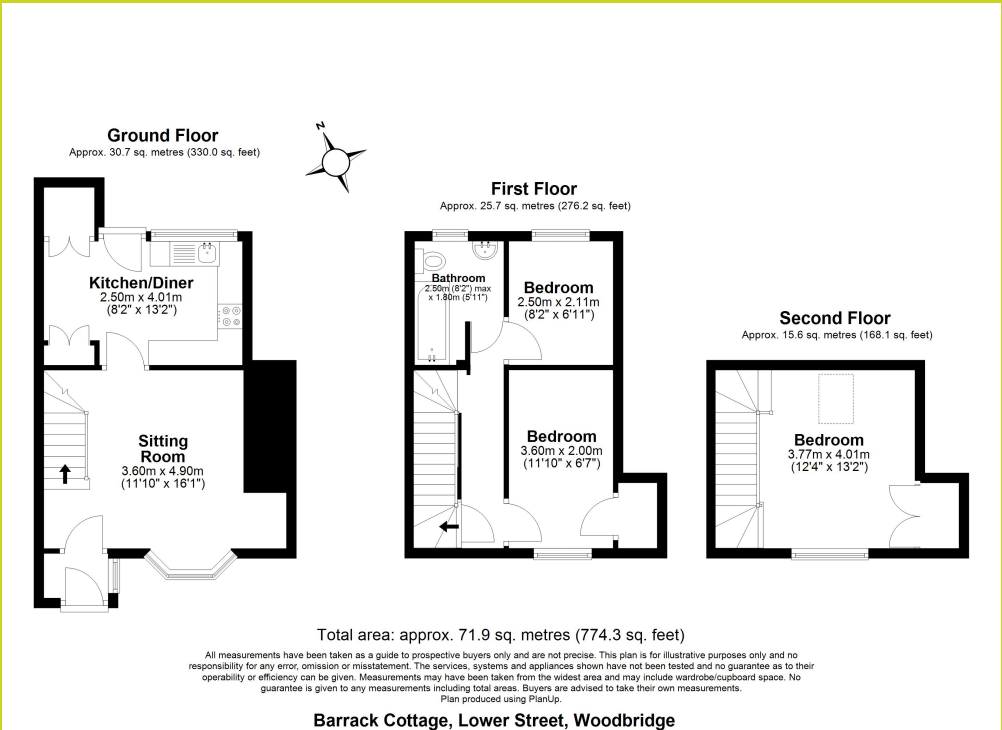 Ground Floor
Approx. 30.7 sq. metres (330.0 sq. feet)
N
Kitchen/Diner
2.50m x 4.01m
(8'2" x 13'2")
Sitting
Room
3.60m x 4.90m
(11'10" x 16'1")
First Floor
Approx. 25.7 sq. metres (276.2 sq. feet)
Bathroom
2.50m (8'2") max
x 1.80m (5'11")
Bedroom
2.50m x 2.11m
(8'2" x 6'11")
Bedroom
3.60m x 2.00m
(11'10" x 6'7")
Second Floor
Approx. 15.6 sq. metres (168.1 sq. feet)
Bedroom
3.77m x 4.01m
(12'4" x 13'2")
Total area: approx. 71.9 sq. metres (774.3 sq. feet)
All measurements have been taken as a guide to prospective buyers only and are not precise. This plan is for illustrative purposes only and no
responsibility for any error, omission or misstatement. The services, systems and appliances shown have not been tested and no guarantee as to their
operability or efficiency can be given. Measurements may have been taken from the widest area and may include wardrobe/cupboard space. No
guarantee is given to any measurements including total areas. Buyers are advised to take their own measurements.
Plan produced using PlanUp.
Barrack Cottage, Lower Street, Woodbridge